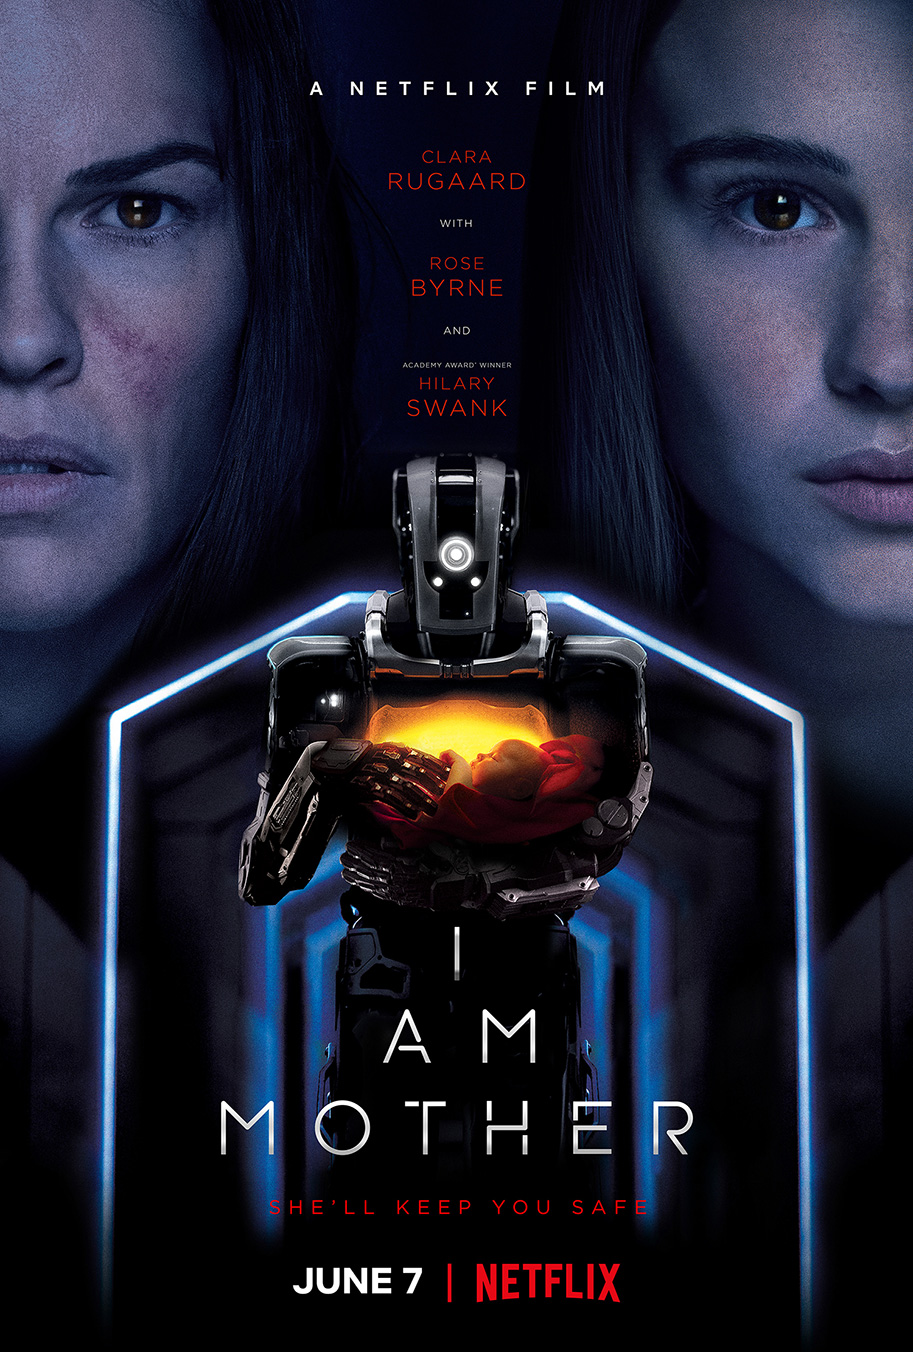 A NETFLIX FILM
CLARA
RUGAARD
WITH
ROSE
BYRNE
AND
ACADEMY AWARD® WINNER
HILARY
SWANK
I
AM
MOTHER
SHE'LL KEEP YOU SAFE
JUNE 7 | NETFLIX